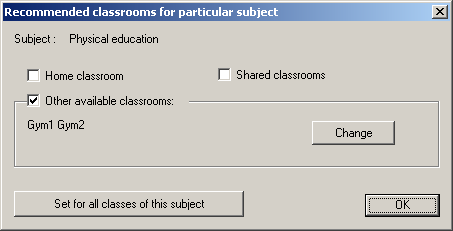 Recommended classrooms for particular subject
Subject : Physical education
Home classroom
Shared classrooms
Other available classrooms:
Gym1 Gym2
Change
Set for all classes of this subject
OK